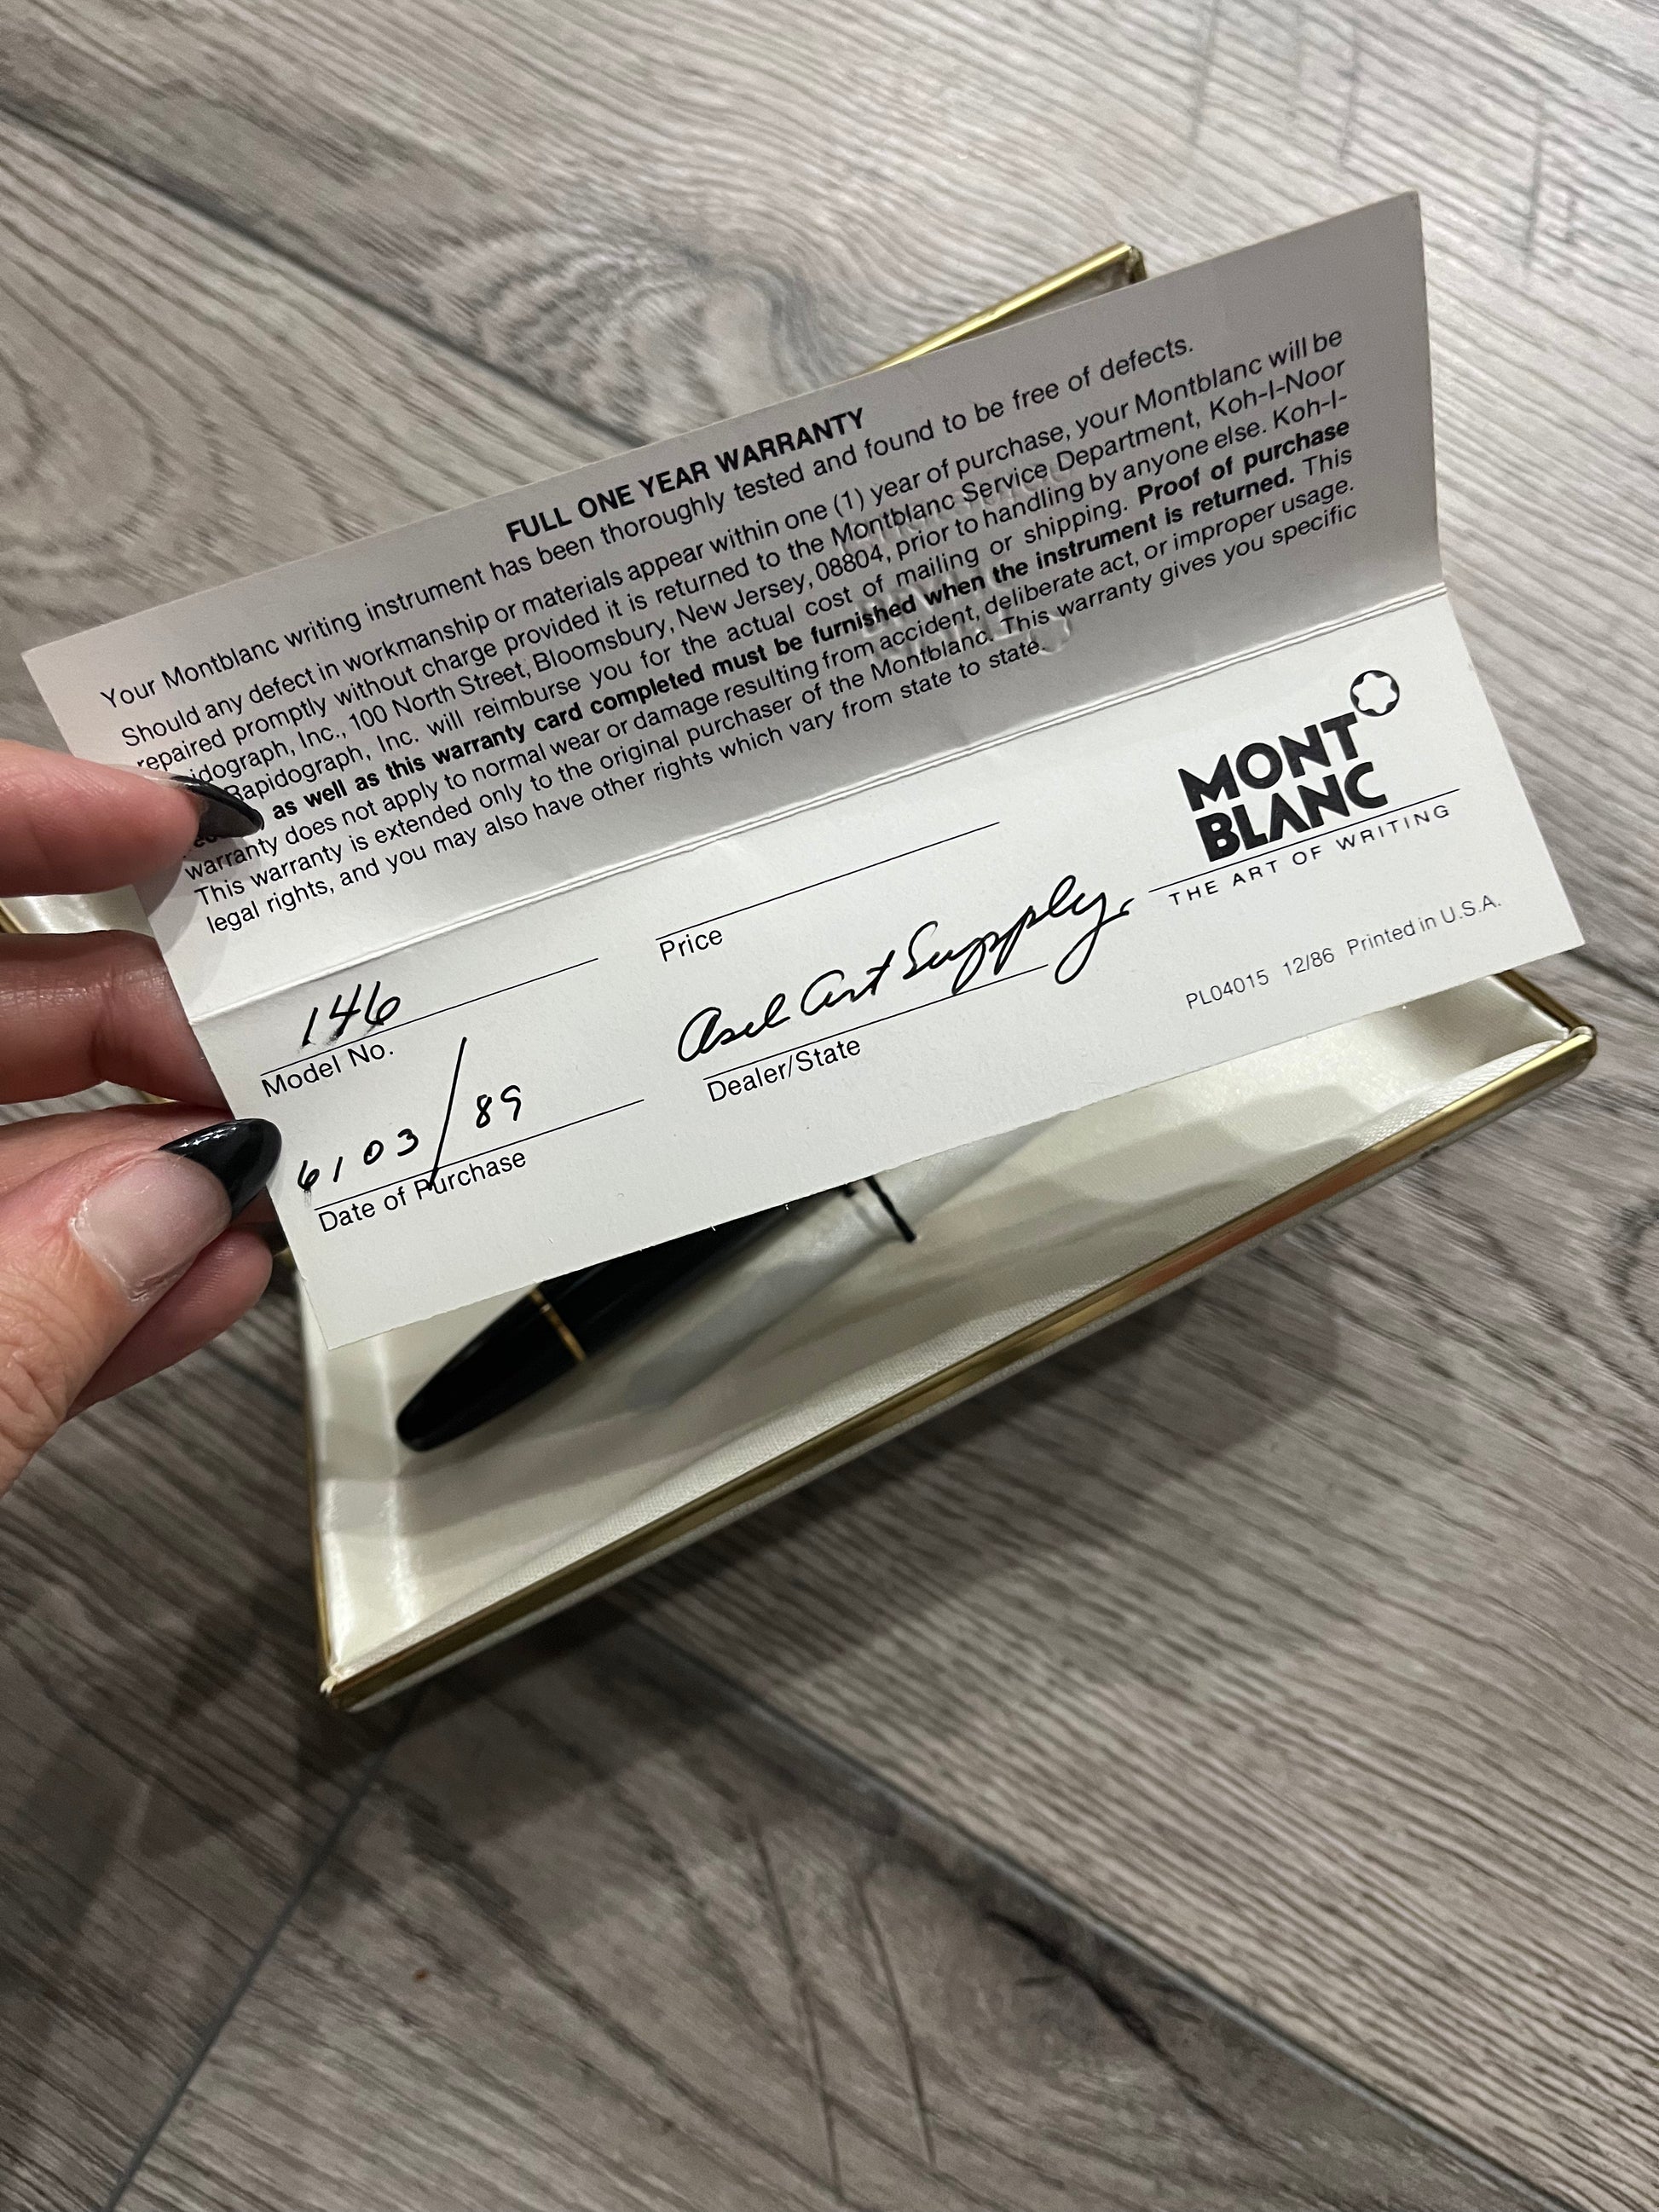 FULL ONE YEAR WARRANTY
Your Montblanc writing instrument has been thoroughly tested and found to be free of defects.
Should any defect in workmanship or materials appear within one (1) year of purchase, your Montblanc will be
repaired promptly without charge provided it is returned to the Montblanc Service Department, Koh-I-Noor
idograph, Inc., 100 North Street, Bloomsbury, New Jersey, 08804, prior to handling by anyone else. Koh-I-
Rapidograph, Inc. will reimburse you for the actual cost of mailing or shipping. Proof of purchase
as well as this warranty card completed must be furnished when the instrument is returned. This
warranty does not apply to normal wear or damage resulting from accident, deliberate act, or improper usage.
This warranty is extended only to the original purchaser of the Montblanc. This warranty gives you specific
legal rights, and you may also have other rights which vary from state to state.
146
Model No.
Price
6/03/89
Date of Purchase
Asel Art Supply
Dealer/State
MONT
BLANC
THE ART OF WRITING
PL04015 12/86 Printed in U.S.A.